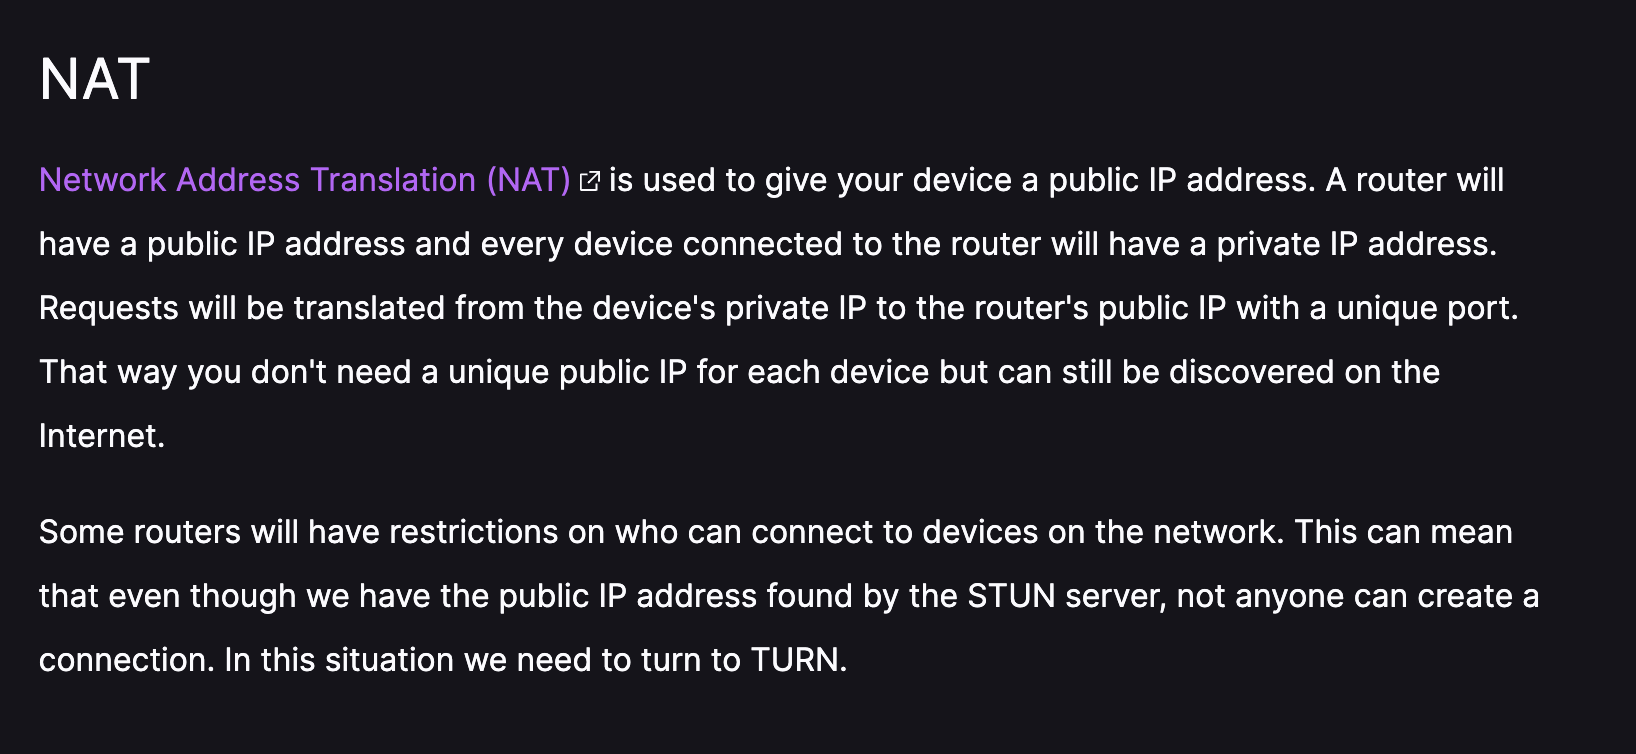 NAT
Network Address Translation (NAT) is used to give your device a public IP address. A router will
have a public IP address and every device connected to the router will have a private IP address.
Requests will be translated from the device's private IP to the router's public IP with a unique port.
That way you don't need a unique public IP for each device but can still be discovered on the
Internet.
Some routers will have restrictions on who can connect to devices on the network. This can mean
that even though we have the public IP address found by the STUN server, not anyone can create a
connection. In this situation we need to turn to TURN.